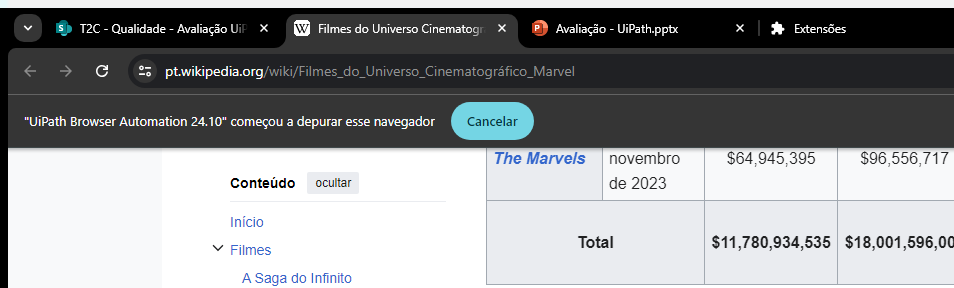 T2C - Qualidade - Avaliação UiP
Filmes do Universo Cinematogr
Avaliação - UiPath.pptx
Extensões
pt.wikipedia.org/wiki/Filmes_do_Universo_Cinematográfico_Marvel
"UiPath Browser Automation 24.10" começou a depurar esse navegador
Cancelar
Conteúdo
ocultar
Início
Filmes
A Saga do Infinito
The Marvels
novembro
de 2023
$64,945,395
$96,556,717
Total
$11,780,934,535
$18,001,596,00